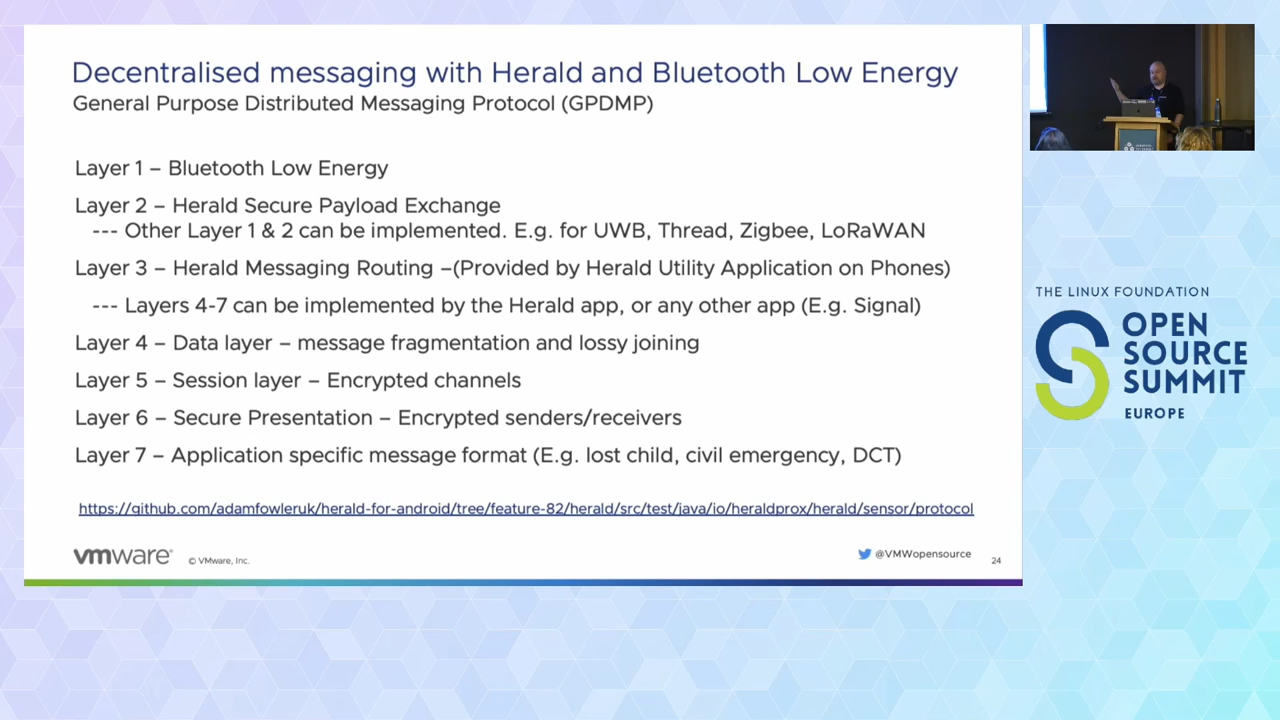 Decentralised messaging with Herald and Bluetooth Low Energy
General Purpose Distributed Messaging Protocol (GPDMP)
Layer 1 – Bluetooth Low Energy
Layer 2 – Herald Secure Payload Exchange
--- Other Layer 1 & 2 can be implemented. E.g. for UWB, Thread, Zigbee, LoRaWAN
Layer 3 – Herald Messaging Routing –(Provided by Herald Utility Application on Phones)
--- Layers 4-7 can be implemented by the Herald app, or any other app (E.g. Signal)
Layer 4 – Data layer – message fragmentation and lossy joining
Layer 5 – Session layer – Encrypted channels
Layer 6 – Secure Presentation – Encrypted senders/receivers
Layer 7 – Application specific message format (E.g. lost child, civil emergency, DCT)
https://github.com/adamfowleruk/herald-for-android/tree/feature-82/herald/src/test/java/io/heraldprox/herald/sensor/protocol
vmware®
© VMware, Inc.
@VMWopensource
24
THE LINUX FOUNDATION
OPEN
SOURCE
SUMMIT
EUROPE